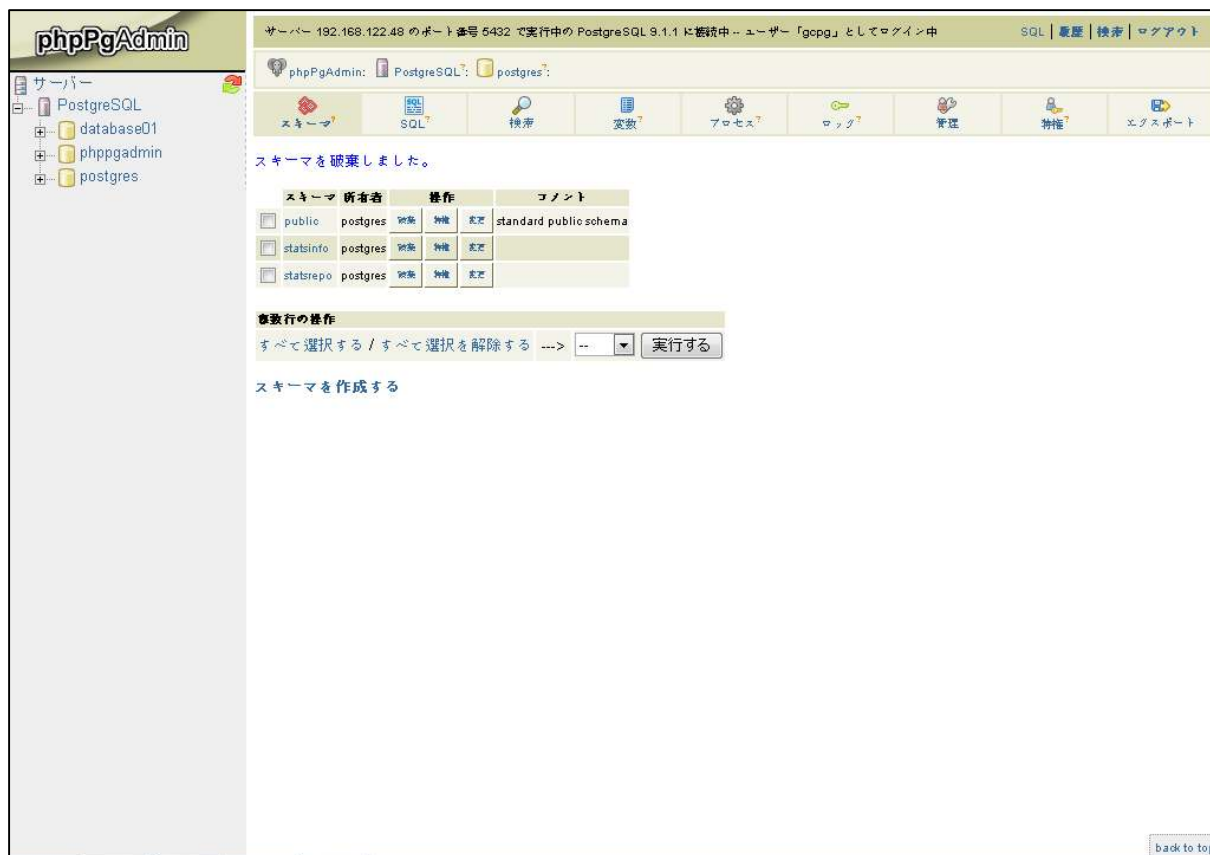 phpPgAdmin
サーバー 192.168.122.48 のポート番号 5432 で実行中の PostgreSQL 9.1.1 に接続中 -- ユーザー 「gcpg」としてログイン中
SQL | 履歴 | 検索 | ログアウト
phpPgAdmin: PostgreSQL?: postgres?:
サーバー
PostgreSQL
database01
phppgadmin
postgres
スキーマ? SQL? 検索 変数? プロセス? ロック? 管理 特権? エクスポート
スキーマを破棄しました。
スキーマ 所有者 操作 コメント
public postgres 破棄 特権 変更 standard public schema
statsinfo postgres 破棄 特権 変更
statsrepo postgres 破棄 特権 変更
複数行の操作
すべて選択する / すべて選択を解除する ---> -- 実行する
スキーマを作成する
back to top